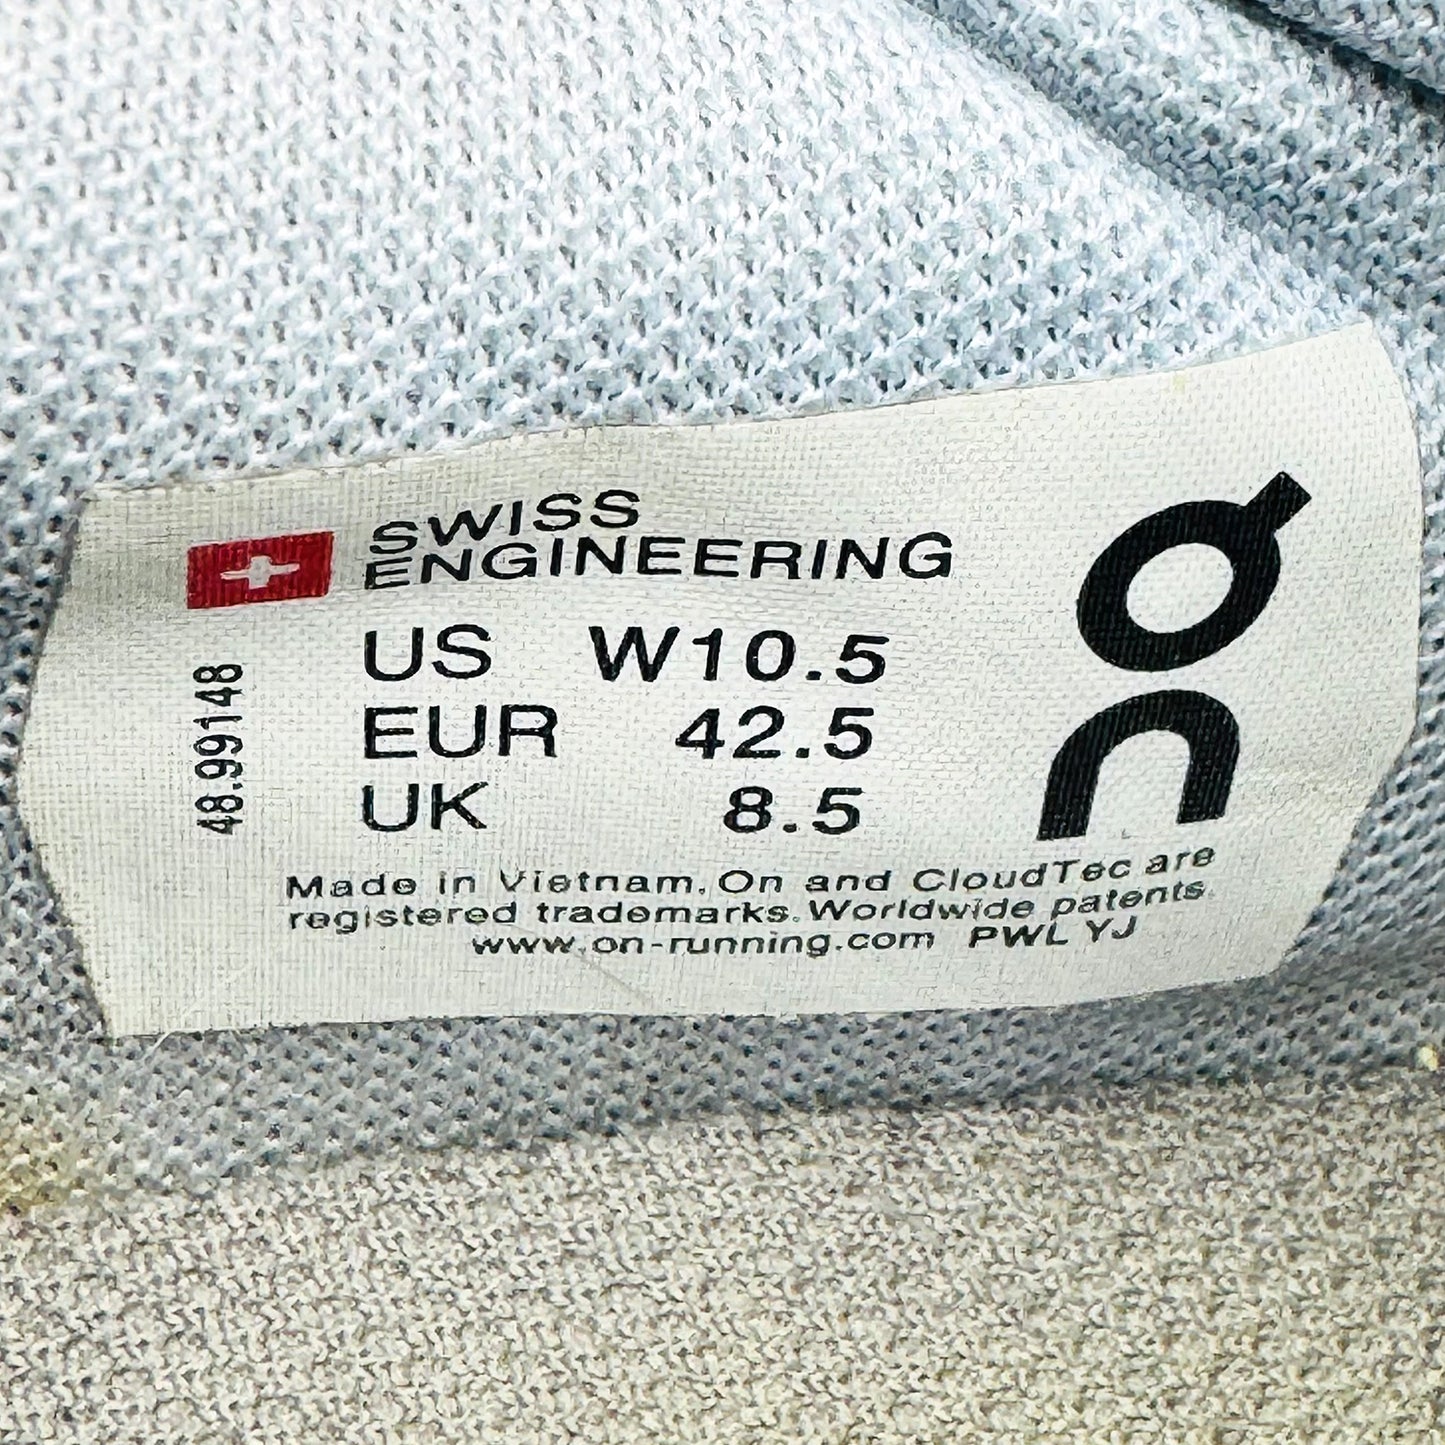 SWISS
ENGINEERING
US W10.5
EUR 42.5
UK 8.5
48.99148
Made in Vietnam. On and CloudTec are
registered trademarks. Worldwide patents.
www.on-running.com PWL YJ
On